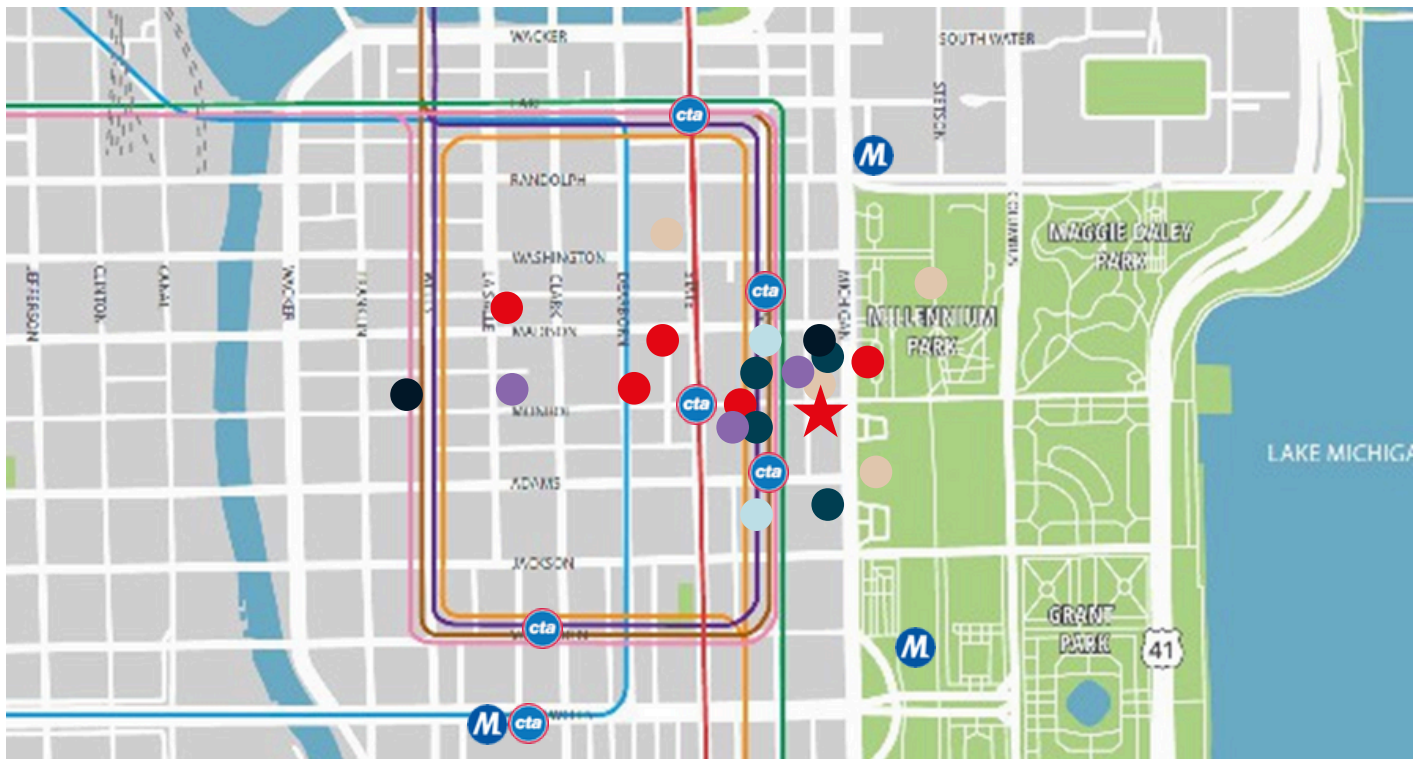 WACKER
SOUTH WATER
cta
STETSON
M
RANDOLPH
COLUMBUS
MAGGIE DALEY
PARK
WASHINGTON
JEFFERSON
CLINTON
CANAL
WACKER
FRANKLIN
WELLS
LA SALLE
CLARK
DEARBORN
STATE
cta
MICHIGAN
MILLENNIUM
PARK
MADISON
MONROE
cta
LAKE MICHIGA
ADAMS
cta
JACKSON
GRANT
PARK
cta
M
41
M
cta